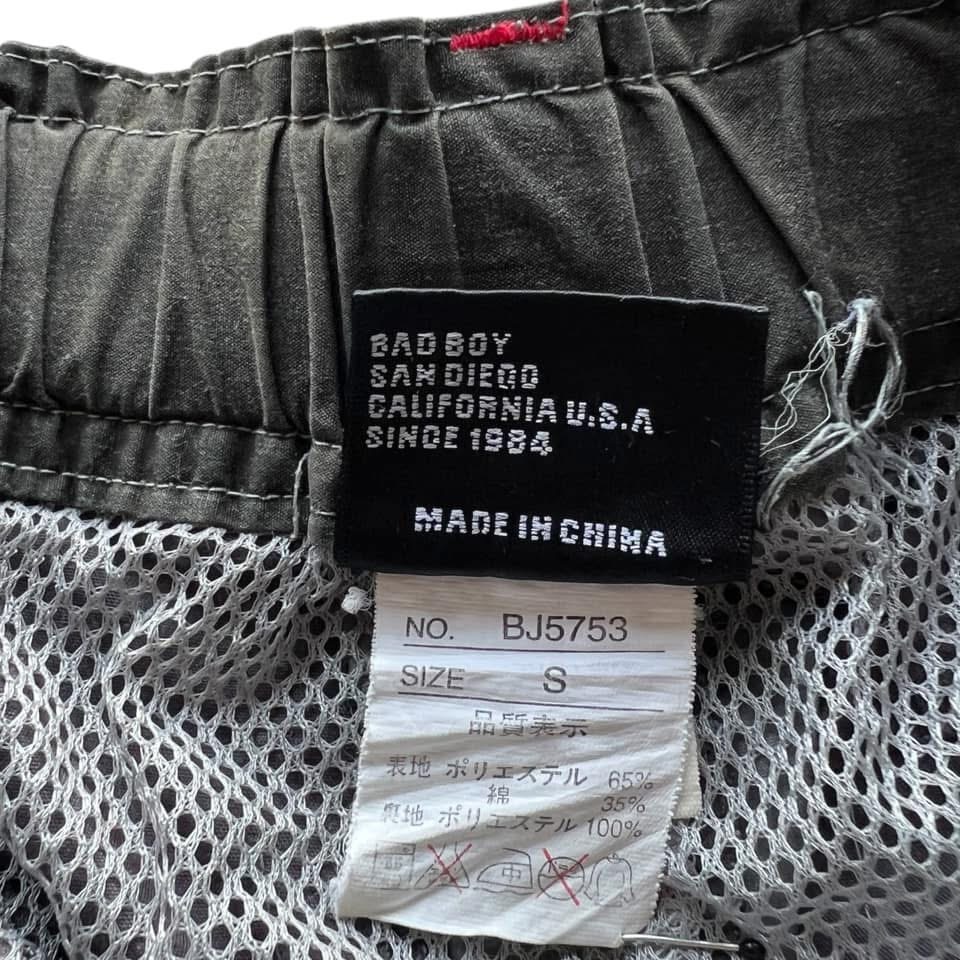 BAD BOY
SAN DIEGO
CALIFORNIA U.S.A
SINCE 1984
MADE IN CHINA
NO. BJ5753
SIZE S
品質表示
表地 ポリエステル 65%
綿 35%
裏地 ポリエステル 100%
中